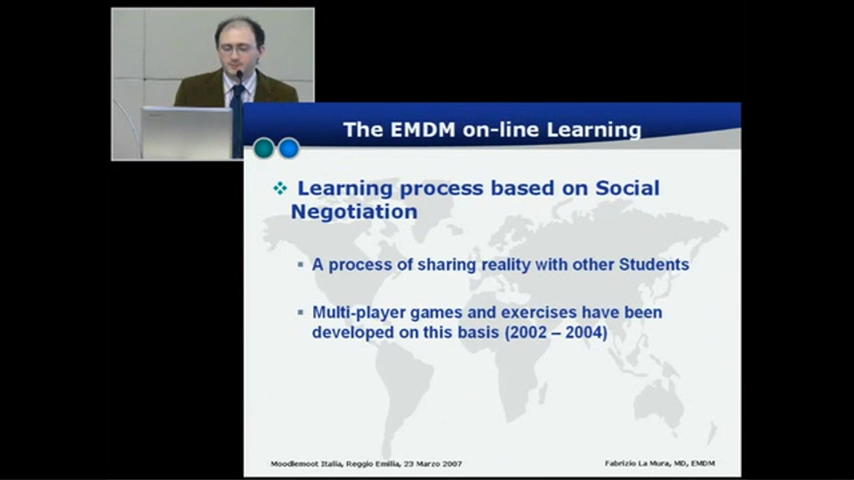 The EMDM on-line Learning
Learning process based on Social
Negotiation
A process of sharing reality with other Students
Multi-player games and exercises have been
developed on this basis (2002 – 2004)
Moodlemoot Italia, Reggio Emilia, 23 Marzo 2007
Fabrizio La Mura, MD, EMDM